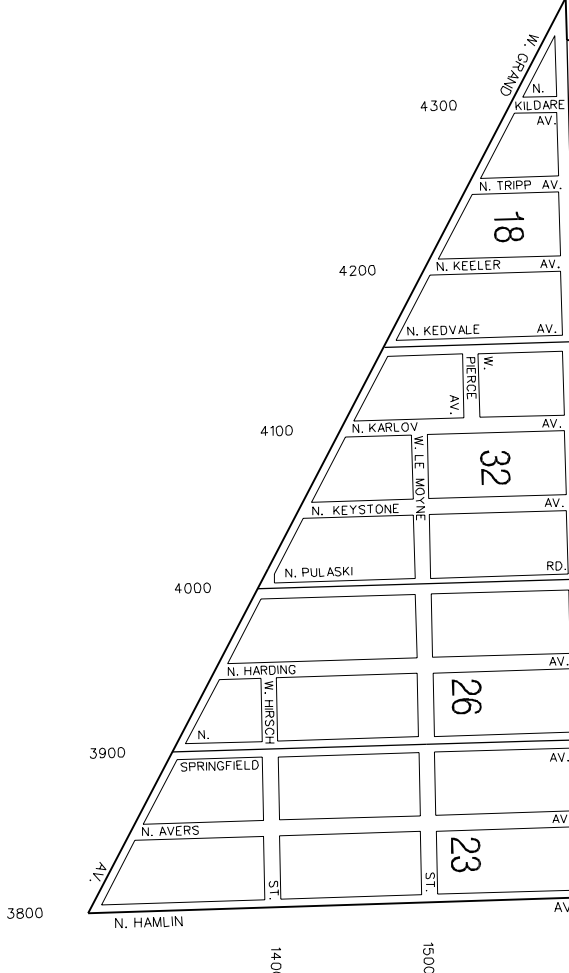 W. GRAND
N.
4300
KILDARE
AV.
N. TRIPP AV.
18
4200
N. KEELER AV.
N. KEDVALE AV.
W.
PIERCE
AV.
4100
N. KARLOV AV.
W. LE MOYNE
32
N. KEYSTONE AV.
N. PULASKI RD.
4000
N. HARDING AV.
W. HIRSCH
26
N.
3900
SPRINGFIELD AV.
N. AVERS AV
23
AV.
ST.
ST.
3800
N. HAMLIN AV
1400
1500